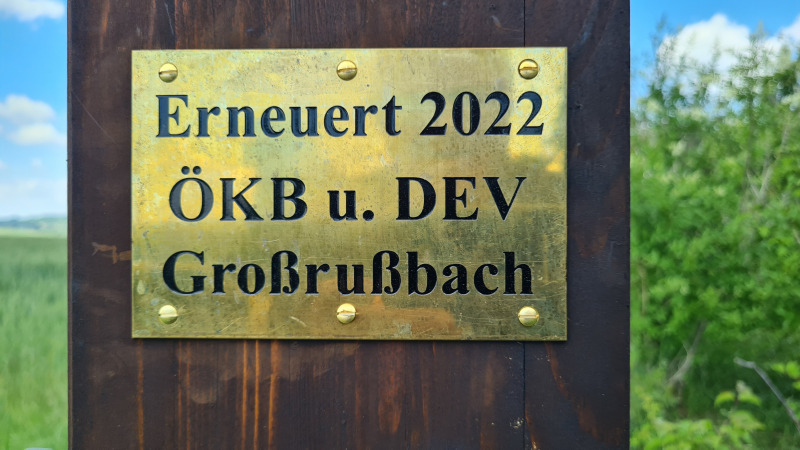 Erneuert 2022
ÖKB u. DEV
Großrußbach